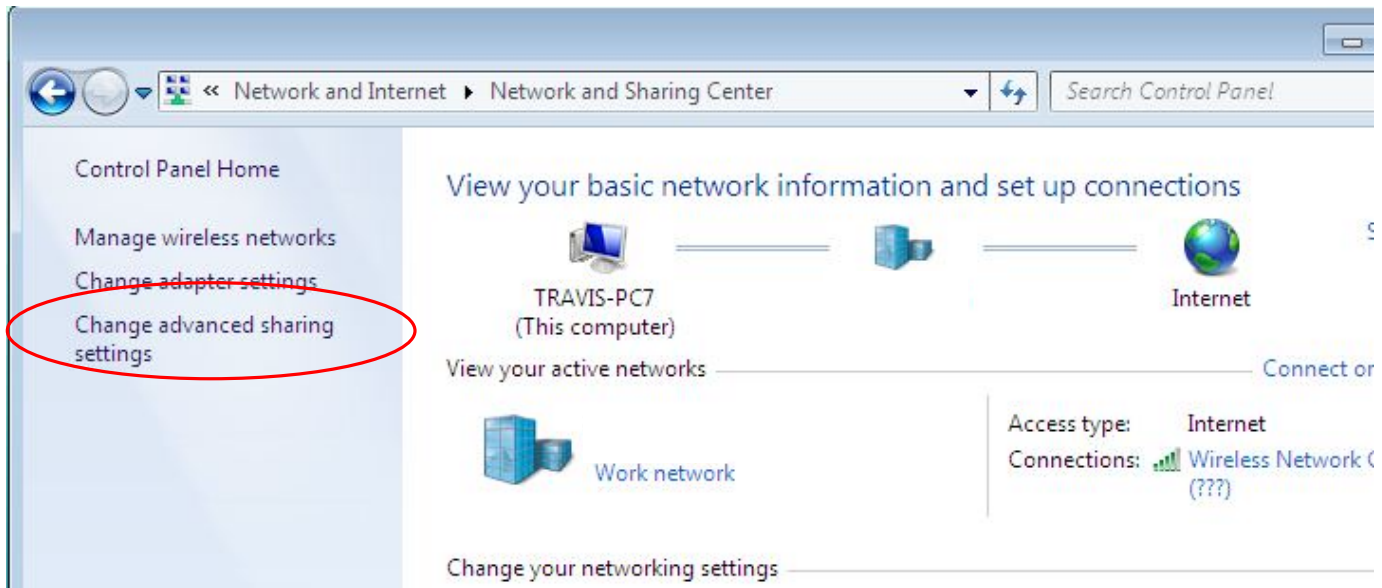 « Network and Internet ▸ Network and Sharing Center
Search Control Panel
Control Panel Home
Manage wireless networks
Change adapter settings
Change advanced sharing
settings
View your basic network information and set up connections
TRAVIS-PC7
(This computer)
Internet
S
View your active networks
Connect or
Work network
Access type: Internet
Connections: Wireless Network C
(???)
Change your networking settings